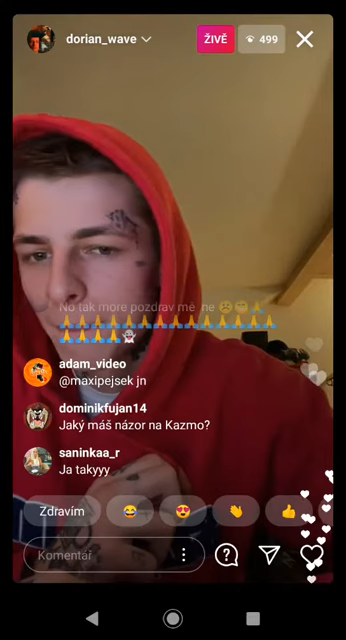 dorian_wave
ŽIVĚ
499
No tak more pozdrav mě ne ☹️😁🙏
🙏🙏🙏🙏🙏🙏🙏🙏🙏🙏🙏🙏🙏🙏
🙏🙏🙏🙏👻
adam_video
@maxipejsek jn
dominikfujan14
Jaký máš názor na Kazmo?
saninkaa_r
Ja takyyy
Zdravím 😂 😍 👋 👍
Komentář